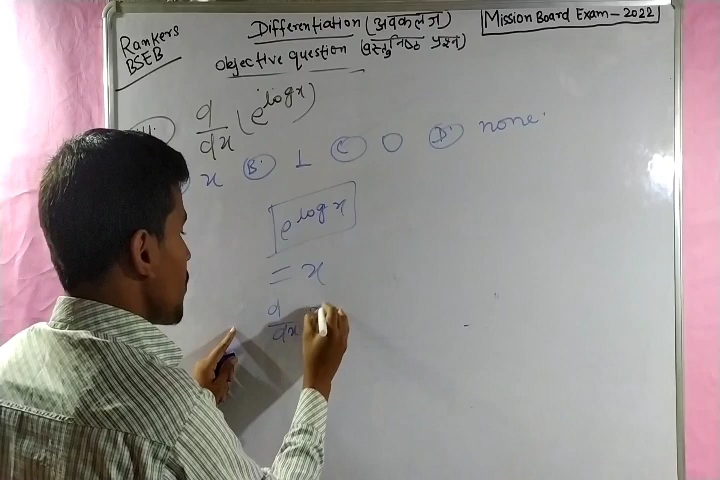 Rankers
BSEB
Differentiation (अवकलज)
objective question (वस्तुनिष्ठ प्रश्न)
Mission Board Exam - 2022
d/dx (e^log x)
x (B.) 1 (C.) 0 (D.) none.
e^log x
= x
d/dx